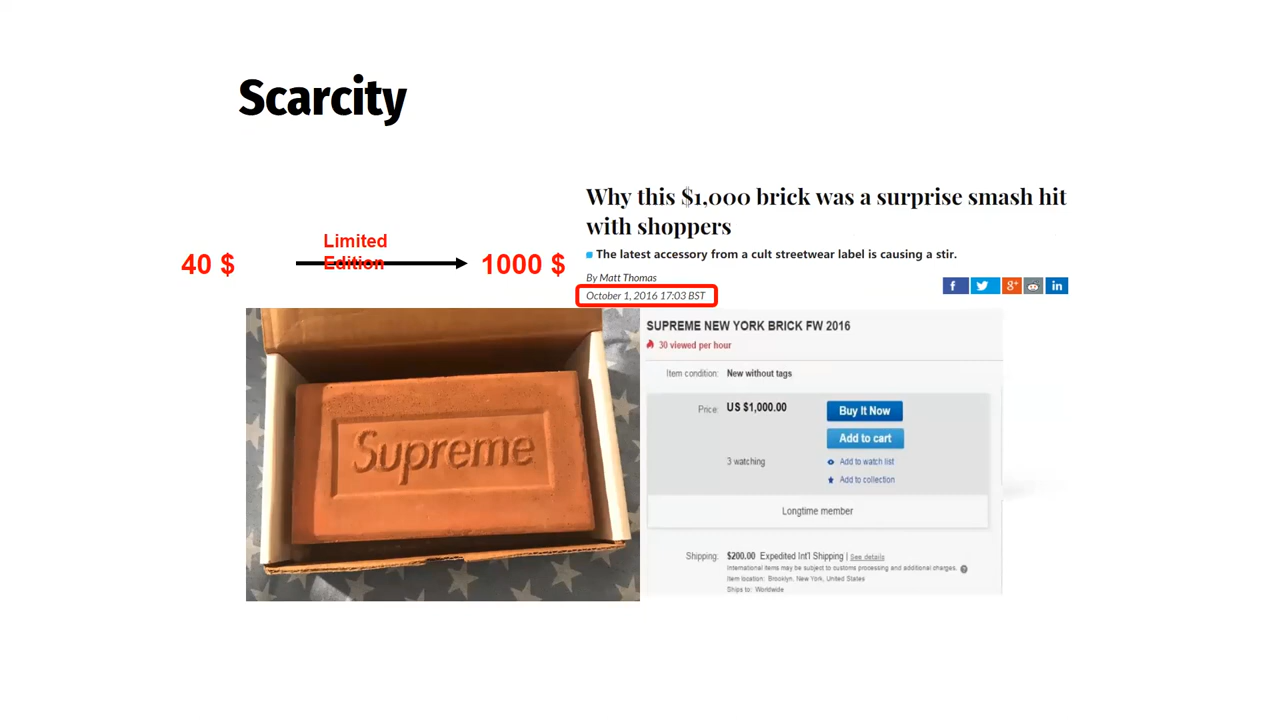 Scarcity
40 $
Limited
Edition
1000 $
Why this $1,000 brick was a surprise smash hit
with shoppers
The latest accessory from a cult streetwear label is causing a stir.
By Matt Thomas
October 1, 2016 17:03 BST
f
g+
in
Supreme
SUPREME NEW YORK BRICK FW 2016
30 viewed per hour
Item condition: New without tags
Price: US $1,000.00
Buy It Now
Add to cart
3 watching
Add to watch list
Add to collection
Longtime member
Shipping: $200.00 Expedited Int'l Shipping | See details
International items may be subject to customs processing and additional charges. ?
Item location: Brooklyn, New York, United States
Ships to: Worldwide